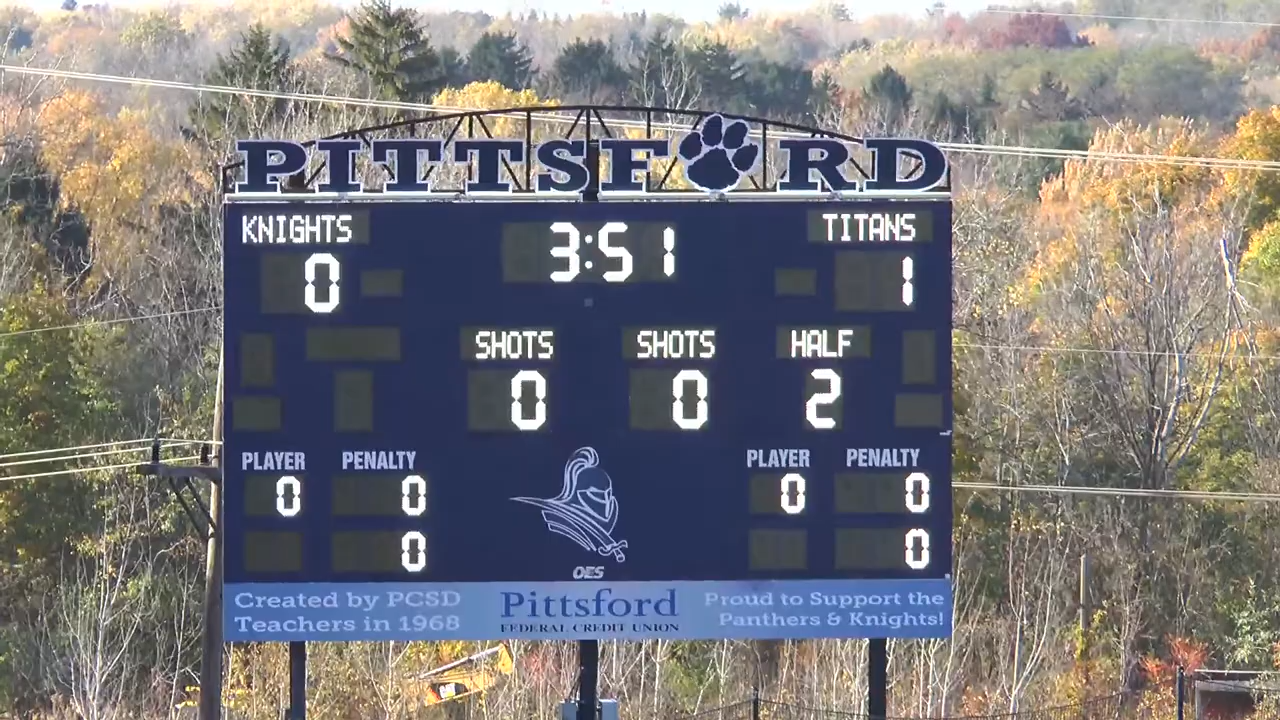 PITTSFORD
KNIGHTS 3:51 TITANS
0 1
SHOTS SHOTS HALF
0 0 2
PLAYER PENALTY PLAYER PENALTY
0 0 0 0
0 0
OES
Created by PCSD
Teachers in 1968
Pittsford
FEDERAL CREDIT UNION
Proud to Support the
Panthers & Knights!